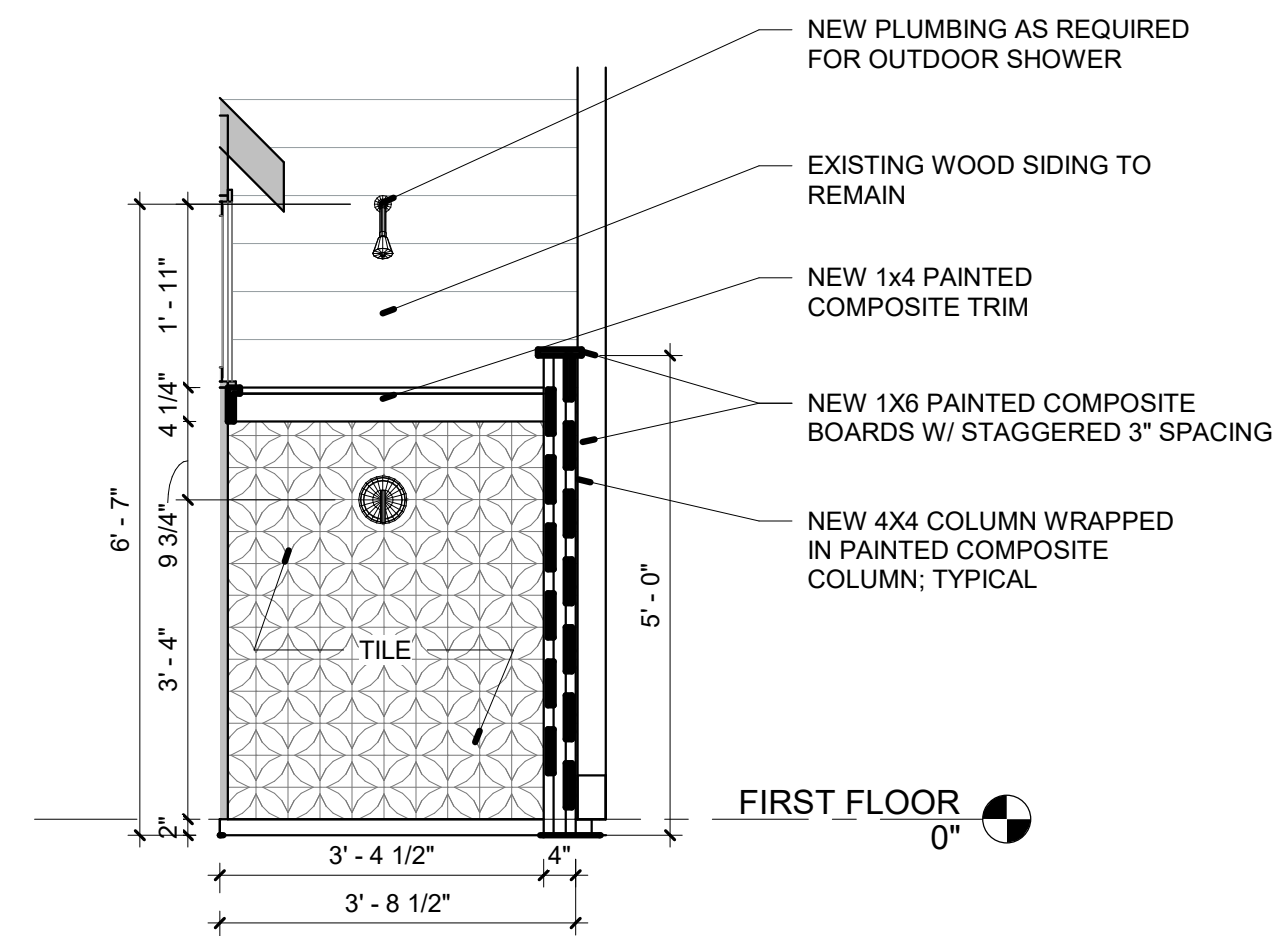 NEW PLUMBING AS REQUIRED
FOR OUTDOOR SHOWER
EXISTING WOOD SIDING TO
REMAIN
NEW 1x4 PAINTED
COMPOSITE TRIM
NEW 1X6 PAINTED COMPOSITE
BOARDS W/ STAGGERED 3" SPACING
NEW 4X4 COLUMN WRAPPED
IN PAINTED COMPOSITE
COLUMN; TYPICAL
6' - 7"
1' - 11"
4 1/4"
9 3/4"
3' - 4"
2"
TILE
5' - 0"
FIRST FLOOR
0"
3' - 4 1/2"
4"
3' - 8 1/2"